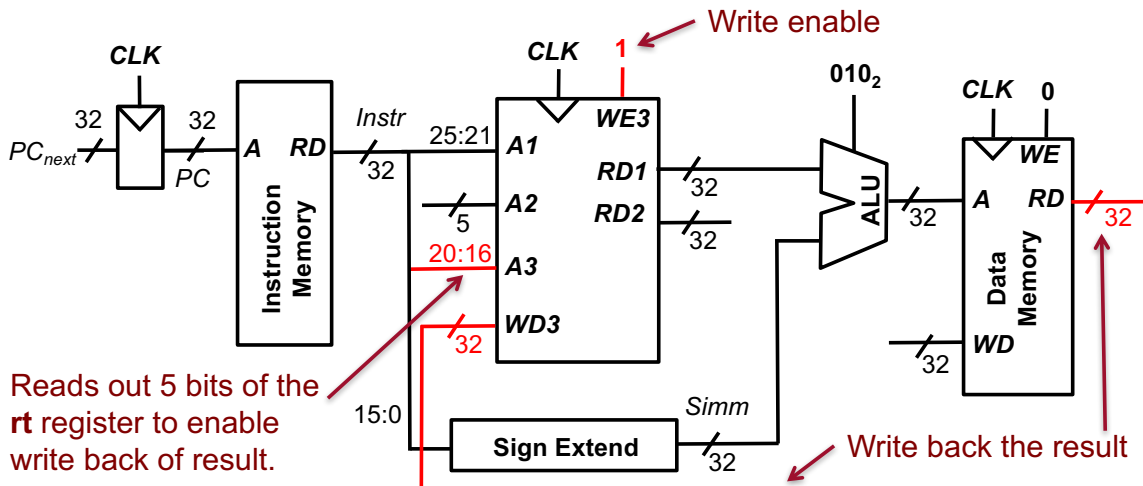 Write enable
CLK
1
CLK
010₂
CLK
0
32
32
Instr
25:21
WE3
WE
PC_next
PC
A
RD
32
A1
RD1
32
ALU
32
A
RD
32
Instruction
Memory
5
A2
RD2
32
20:16
A3
Data
Memory
WD3
32
32
WD
Reads out 5 bits of the
rt register to enable
write back of result.
15:0
Sign Extend
Simm
32
Write back the result